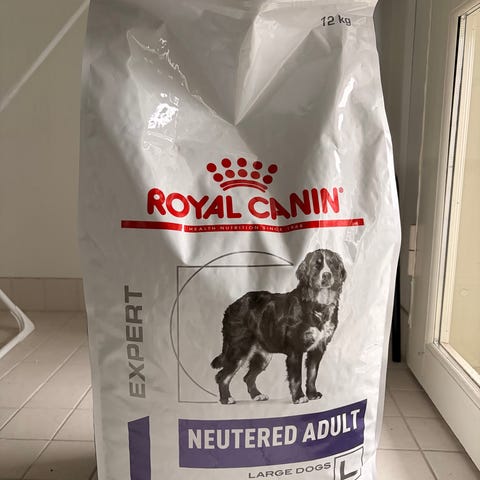 12 kg
ROYAL CANIN
HEALTH NUTRITION SINCE 1968
EXPERT
NEUTERED ADULT
LARGE DOGS L